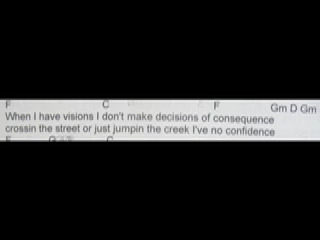 F C F Gm D Gm
When I have visions I don't make decisions of consequence
crossin the street or just jumpin the creek I've no confidence